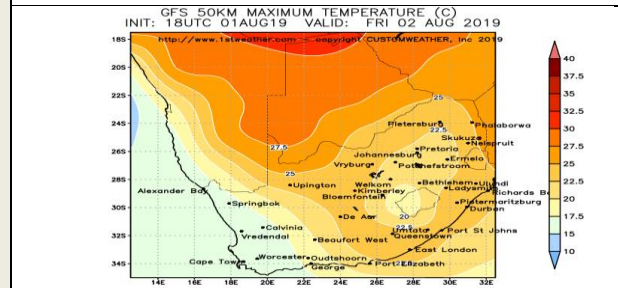 GFS 50KM MAXIMUM TEMPERATURE (C)
INIT: 18UTC 01AUG19 VALID: FRI 02 AUG 2019
http://www.1stweather.com - copyright CUSTOMWEATHER, Inc 2019
18S
20S
22S
24S
26S
28S
30S
32S
34S
25
Pietersburg
Phalaborwa
22.5
Skukuza
Nelspruit
Pretoria
Johannesburg
27.5
Ermelo
Vryburg
Potchefstroom
25
Welkom
Bethlehem
Ulundi
Alexander Bay
Upington
Kimberley
Ladysmith
Bloemfontein
Richards B
Springbok
Pietermaritzburg
De Aar
20
Durban
Calvinia
22.5
Umtata
Port St Johns
Vredendal
Beaufort West
Queenstown
East London
Worcester
Oudtshoorn
Cape Town
George
Port Elizabeth
14E 16E 18E 20E 22E 24E 26E 28E 30E 32E
40
37.5
35
32.5
30
27.5
25
22.5
20
17.5
15
10